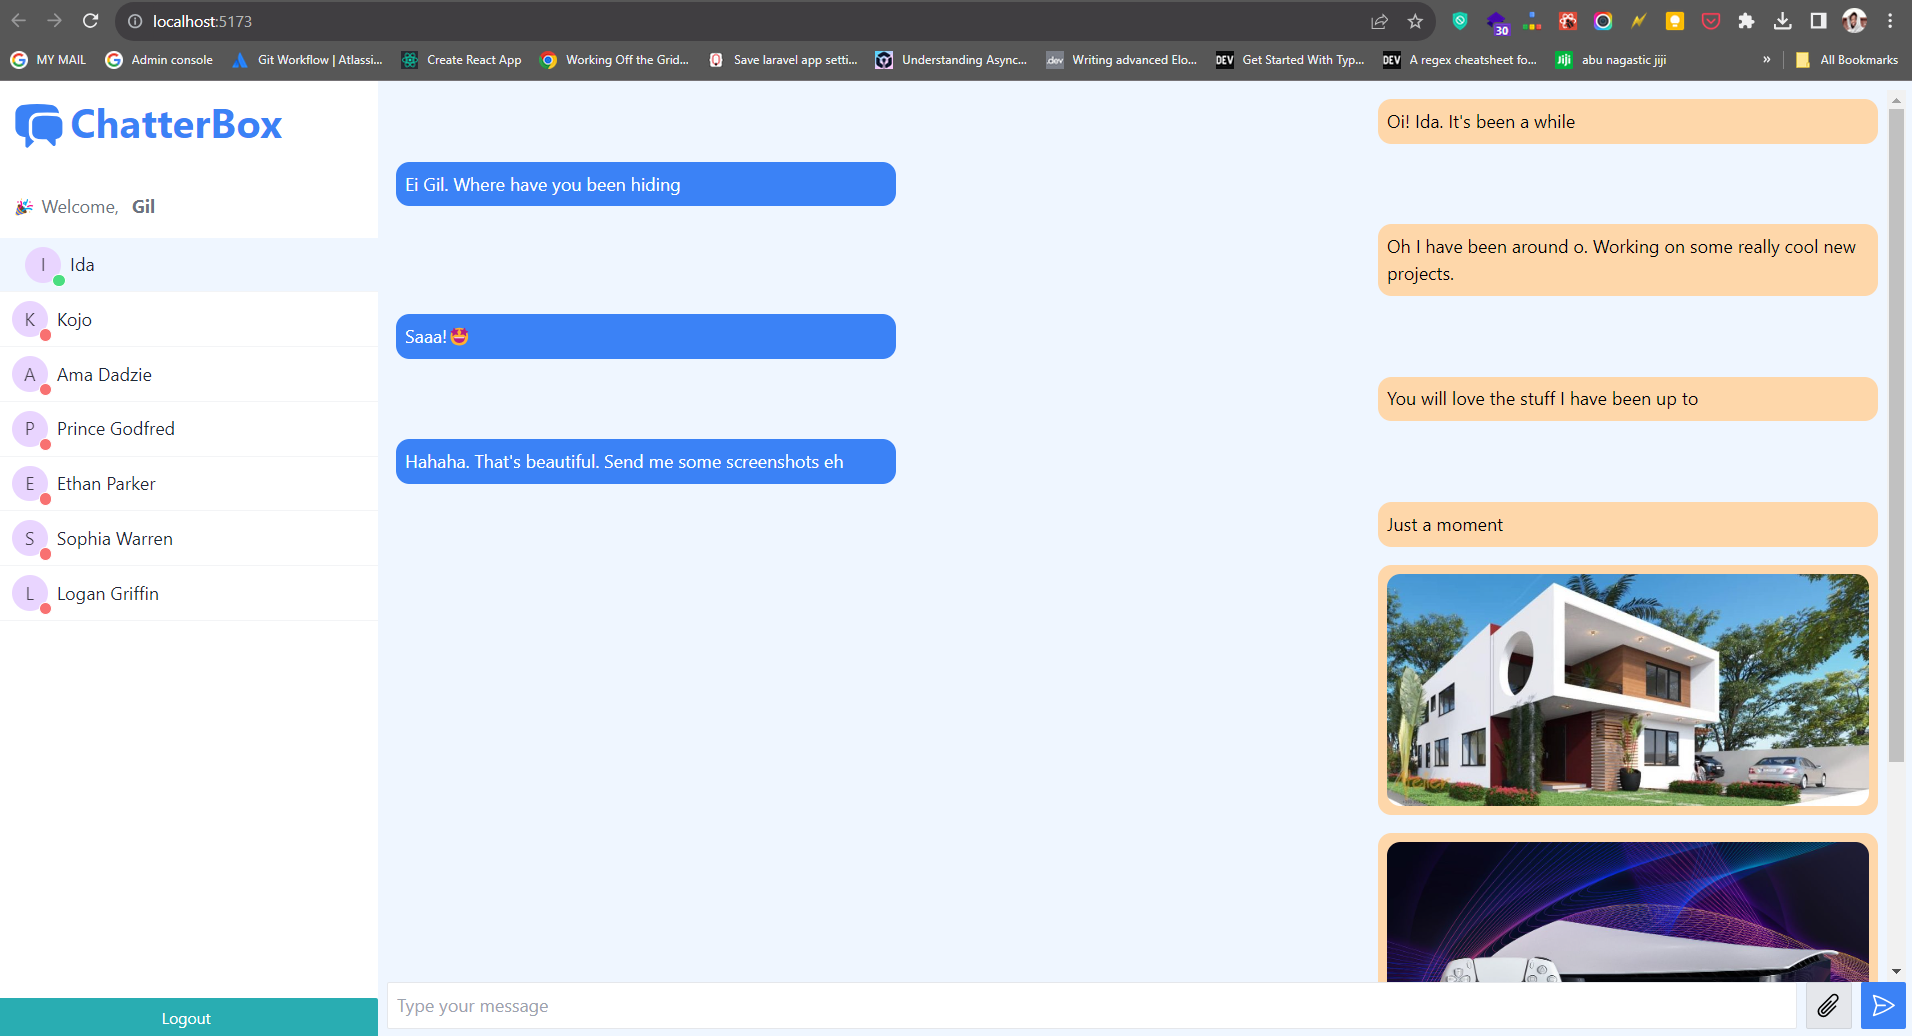 localhost:5173
30
MY MAIL
Admin console
Git Workflow | Atlassi...
Create React App
Working Off the Grid...
Save laravel app setti...
Understanding Async...
Writing advanced Elo...
DEV Get Started With Typ...
DEV A regex cheatsheet fo...
Jiji abu nagastic jiji
»
All Bookmarks
ChatterBox
Welcome, Gil
I Ida
K Kojo
A Ama Dadzie
P Prince Godfred
E Ethan Parker
S Sophia Warren
L Logan Griffin
Logout
Oi! Ida. It's been a while
Ei Gil. Where have you been hiding
Oh I have been around o. Working on some really cool new
projects.
Saaa!🤩
You will love the stuff I have been up to
Hahaha. That's beautiful. Send me some screenshots eh
Just a moment
Type your message